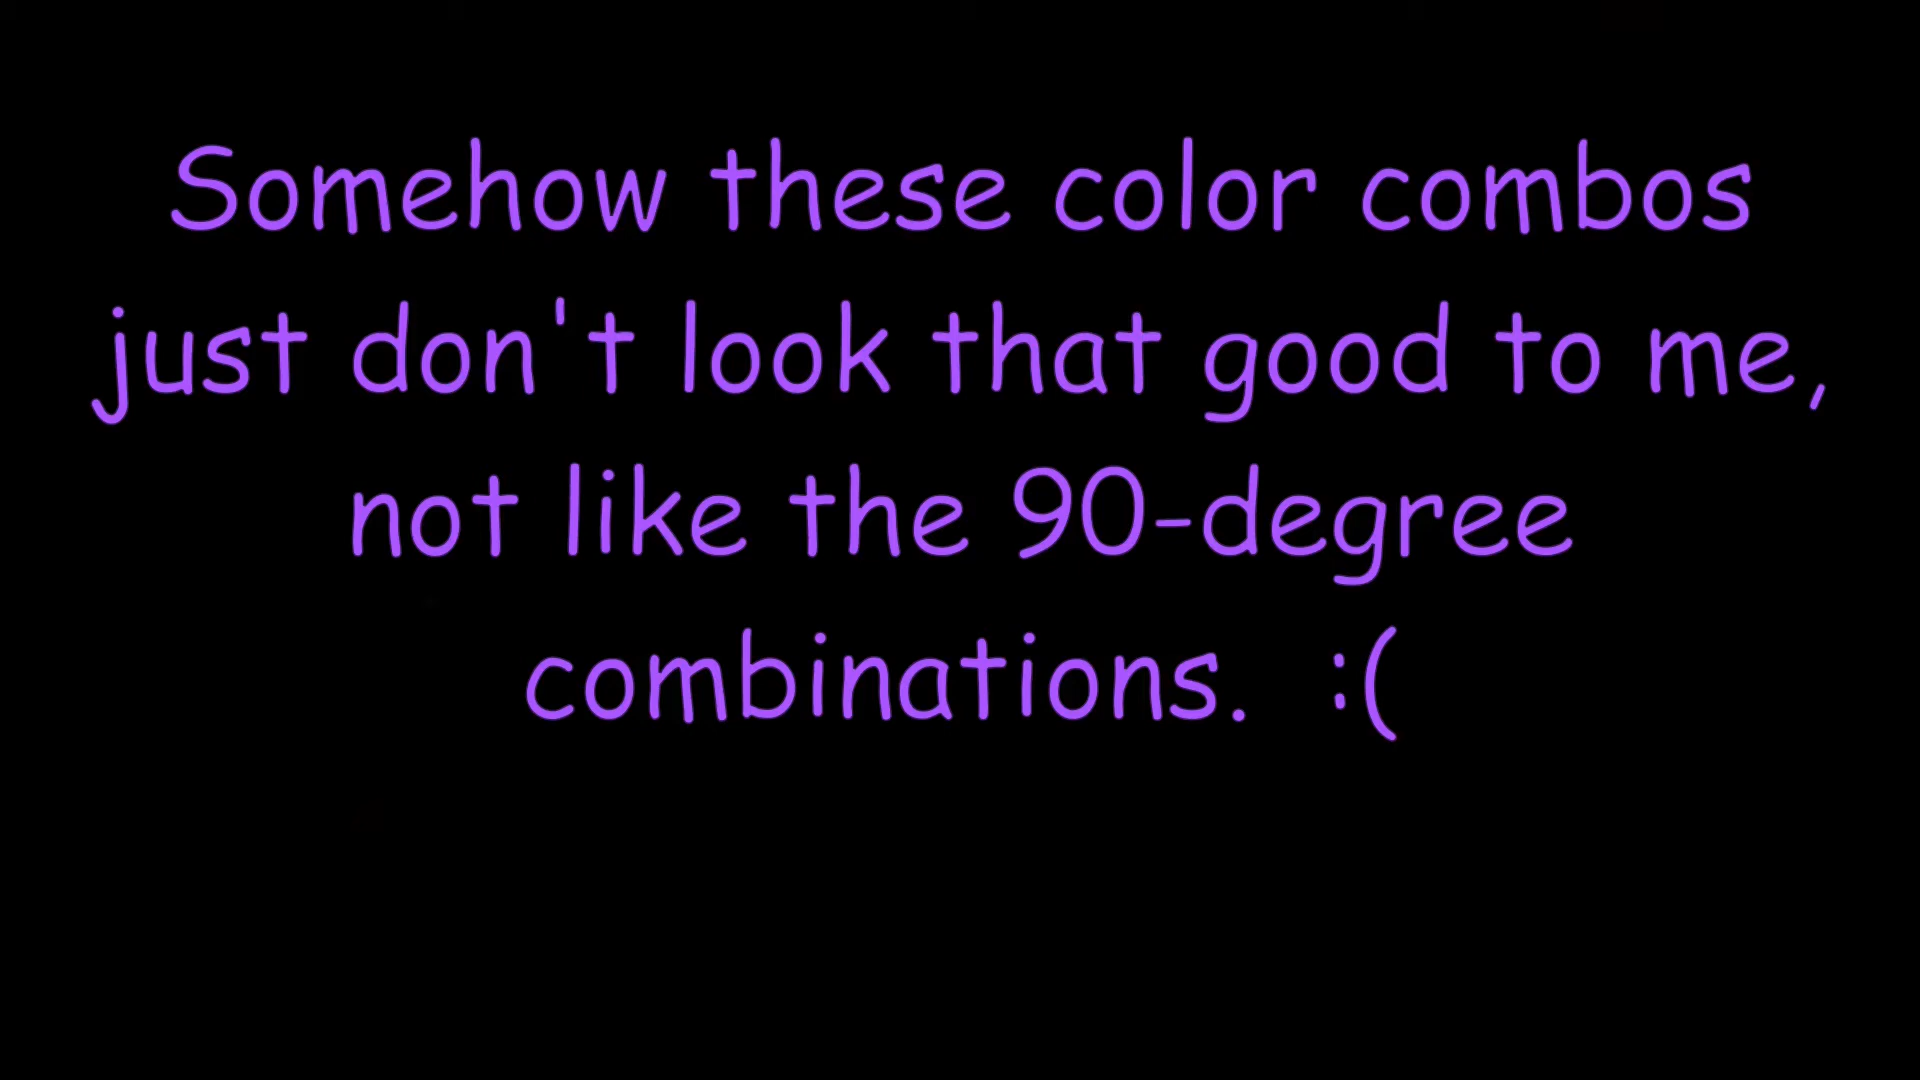 Somehow these color combos
just don't look that good to me,
not like the 90-degree
combinations.  :(